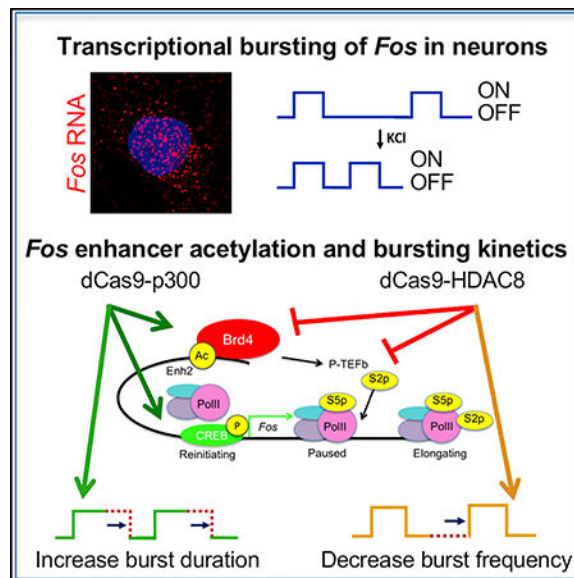 Transcriptional bursting of Fos in neurons
Fos RNA
ON
OFF
KCl
ON
OFF
Fos enhancer acetylation and bursting kinetics
dCas9-p300
dCas9-HDAC8
Brd4
Ac
Enh2
P-TEFb
S2p
PolII
S5p
PolII
S5p
PolII
S2p
CREB
P
Fos
Reinitiating
Paused
Elongating
Increase burst duration
Decrease burst frequency